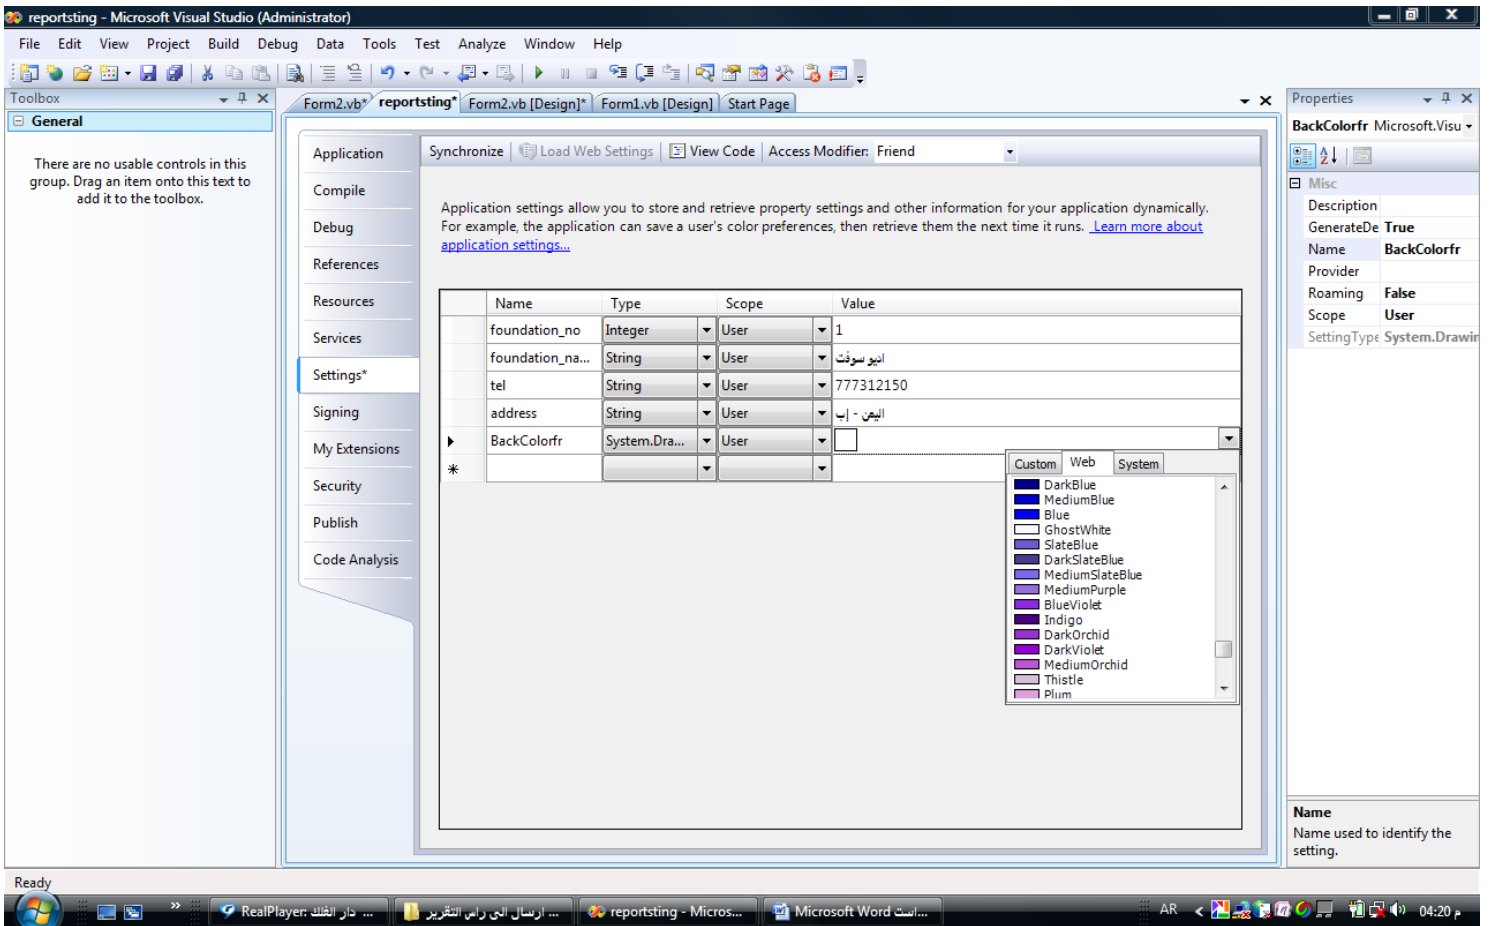 reportsting - Microsoft Visual Studio (Administrator)
File Edit View Project Build Debug Data Tools Test Analyze Window Help
Toolbox
General
There are no usable controls in this
group. Drag an item onto this text to
add it to the toolbox.
Form2.vb* reportsting* Form2.vb [Design]* Form1.vb [Design] Start Page
Application
Compile
Debug
References
Resources
Services
Settings*
Signing
My Extensions
Security
Publish
Code Analysis
Synchronize Load Web Settings View Code Access Modifier: Friend
Application settings allow you to store and retrieve property settings and other information for your application dynamically.
For example, the application can save a user's color preferences, then retrieve them the next time it runs. Learn more about
application settings...
Name Type Scope Value
foundation_no Integer User 1
foundation_na... String User اديو سوفت
tel String User 777312150
address String User اليمن - إب
BackColorfr System.Dra... User
Custom Web System
DarkBlue
MediumBlue
Blue
GhostWhite
SlateBlue
DarkSlateBlue
MediumSlateBlue
MediumPurple
BlueViolet
Indigo
DarkOrchid
DarkViolet
MediumOrchid
Thistle
Plum
Properties
BackColorfr Microsoft.Visu
Misc
Description
GenerateDe True
Name BackColorfr
Provider
Roaming False
Scope User
SettingType System.Drawin
Name
Name used to identify the
setting.
Ready
RealPlayer: دار الفلك ...
ارسال الى راس التقرير ...
reportsting - Micros...
Microsoft Word است...
AR
04:20 م